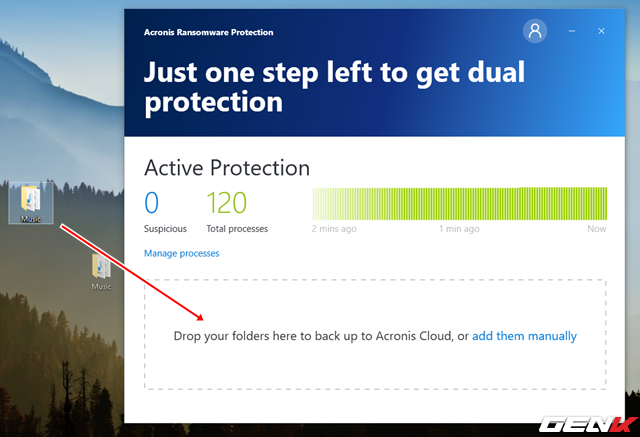 Acronis Ransomware Protection
Just one step left to get dual
protection
Active Protection
0
120
Suspicious
Total processes
2 mins ago
1 min ago
Now
Manage processes
Music
Music
Drop your folders here to back up to Acronis Cloud, or add them manually
GENK